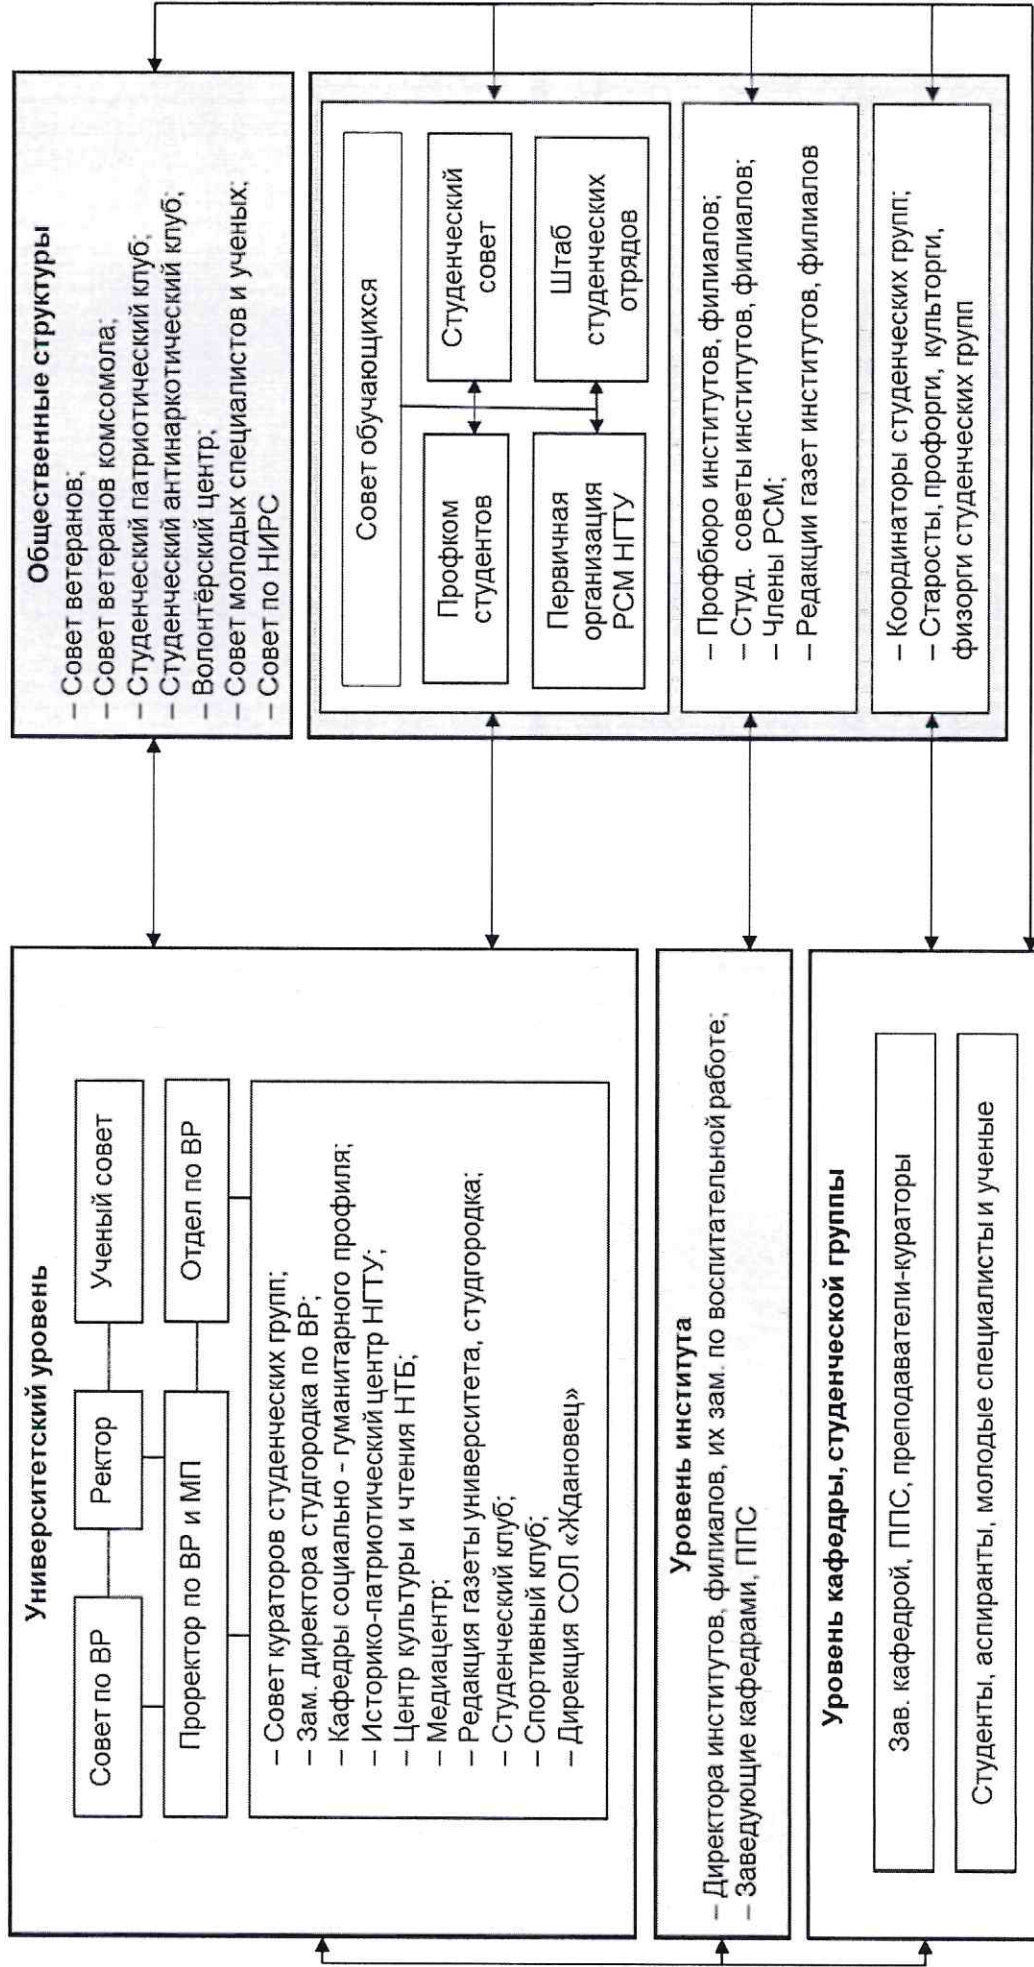 Университетский уровень
Совет по ВР
Ректор
Ученый совет
Проректор по ВР и МП
Отдел по ВР
– Совет кураторов студенческих групп;
– Зам. директора студгородка по ВР;
– Кафедры социально - гуманитарного профиля;
– Историко-патриотический центр НГТУ;
– Центр культуры и чтения НТБ;
– Медиацентр;
– Редакция газеты университета, студгородка;
– Студенческий клуб;
– Спортивный клуб;
– Дирекция СОЛ «Ждановец»
Уровень института
– Директора институтов, филиалов, их зам. по воспитательной работе;
– Заведующие кафедрами, ППС
Уровень кафедры, студенческой группы
Зав. кафедрой, ППС, преподаватели-кураторы
Студенты, аспиранты, молодые специалисты и ученые
Общественные структуры
– Совет ветеранов;
– Совет ветеранов комсомола;
– Студенческий патриотический клуб;
– Студенческий антинаркотический клуб;
– Волонтёрский центр;
– Совет молодых специалистов и ученых;
– Совет по НИРС
Совет обучающихся
Профком
студентов
Студенческий
совет
Первичная
организация
РСМ НГТУ
Штаб
студенческих
отрядов
– Профбюро институтов, филиалов;
– Студ. советы институтов, филиалов;
– Члены РСМ;
– Редакции газет институтов, филиалов
– Координаторы студенческих групп;
– Старосты, профорги, культорги,
физорги студенческих групп